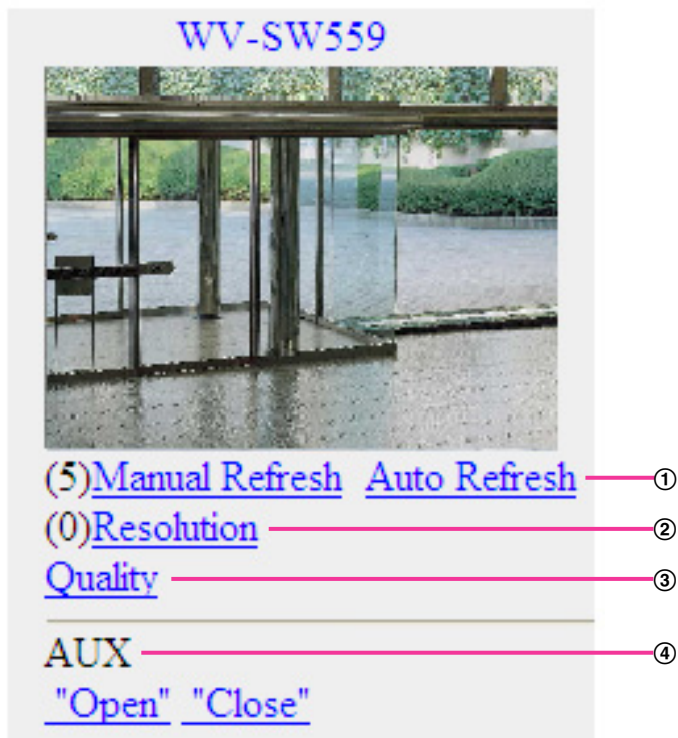 WV-SW559
(5)Manual Refresh Auto Refresh ①
(0)Resolution ②
Quality ③
AUX ④
"Open" "Close"